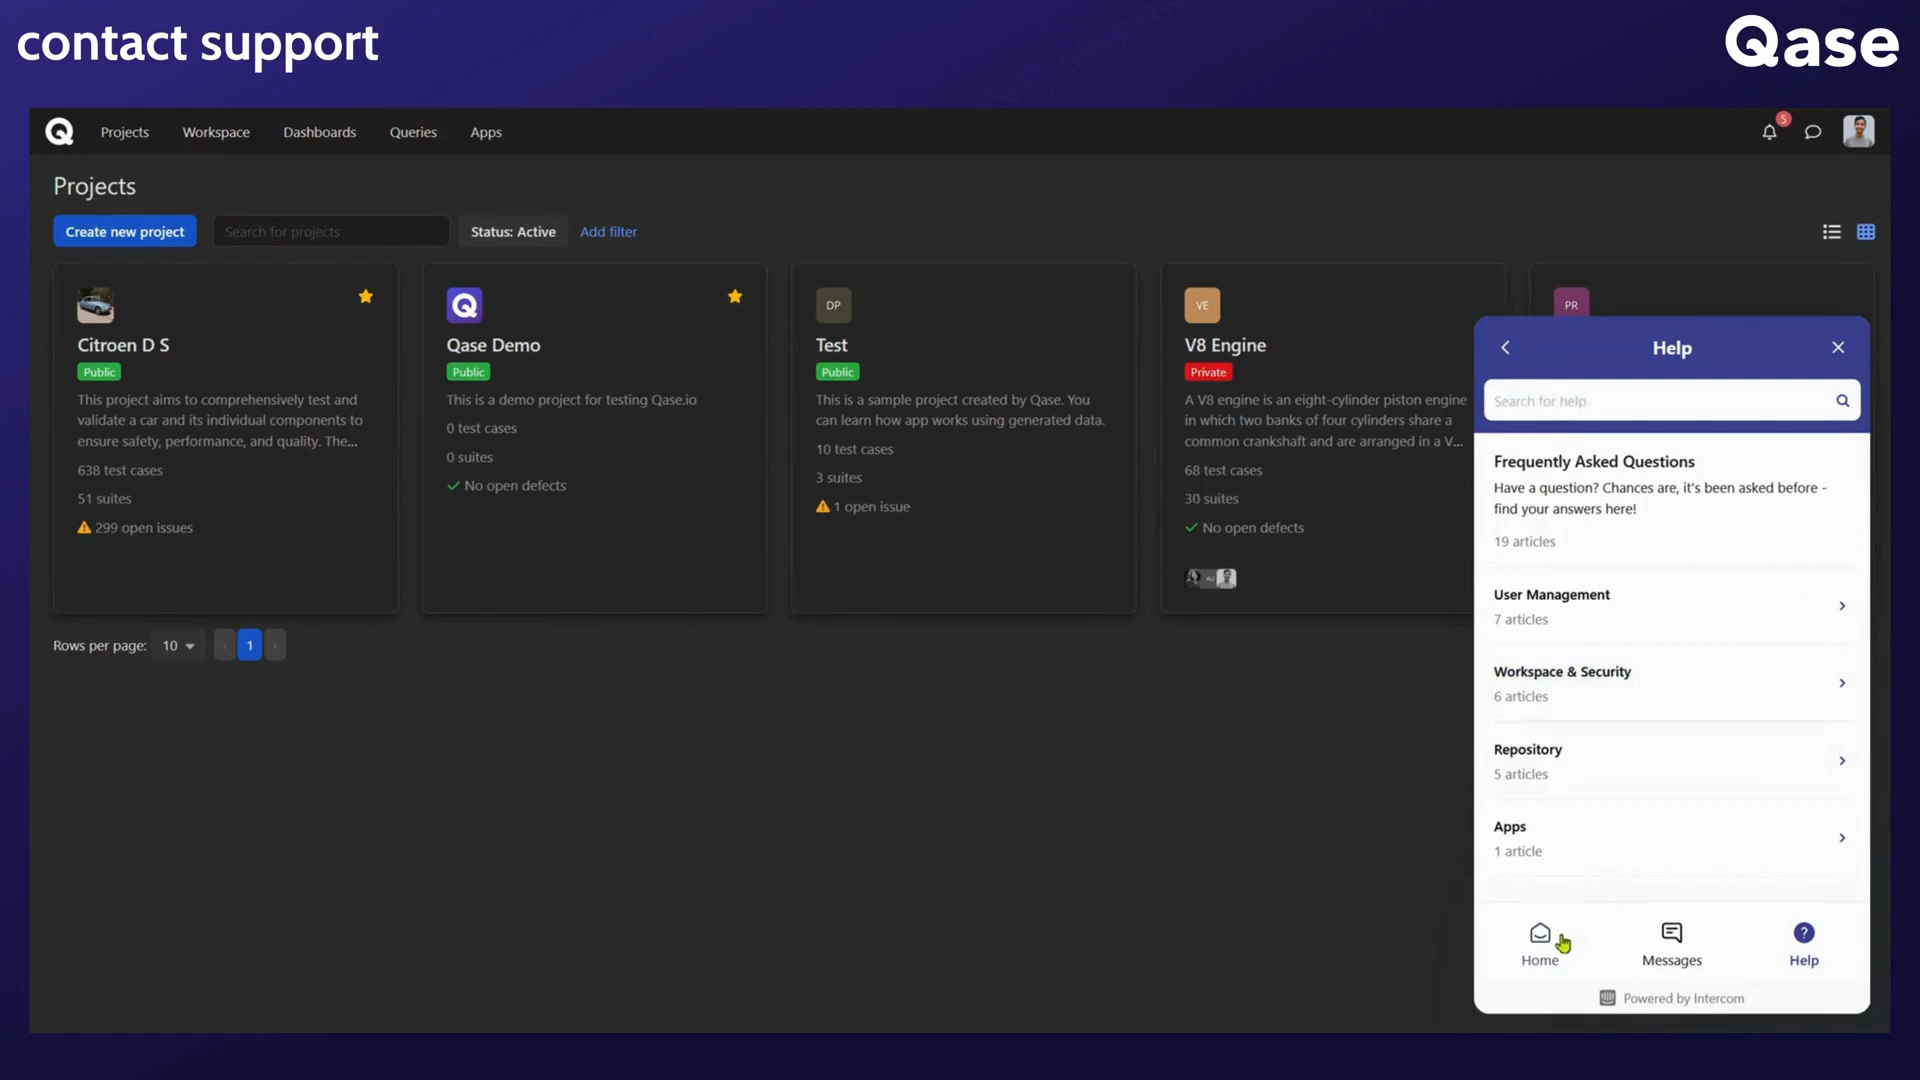 contact support
Qase
Projects
Workspace
Dashboards
Queries
Apps
5
Projects
Create new project
Search for projects
Status: Active
Add filter
Citroen D S
Public
This project aims to comprehensively test and
validate a car and its individual components to
ensure safety, performance, and quality. The...
638 test cases
51 suites
299 open issues
Qase Demo
Public
This is a demo project for testing Qase.io
0 test cases
0 suites
No open defects
DP
Test
Public
This is a sample project created by Qase. You
can learn how app works using generated data.
10 test cases
3 suites
1 open issue
VE
V8 Engine
Private
A V8 engine is an eight-cylinder piston engine
in which two banks of four cylinders share a
common crankshaft and are arranged in a V...
68 test cases
30 suites
No open defects
PR
Rows per page:
10
1
Help
Search for help
Frequently Asked Questions
Have a question? Chances are, it's been asked before -
find your answers here!
19 articles
User Management
7 articles
Workspace & Security
6 articles
Repository
5 articles
Apps
1 article
Home
Messages
Help
Powered by Intercom